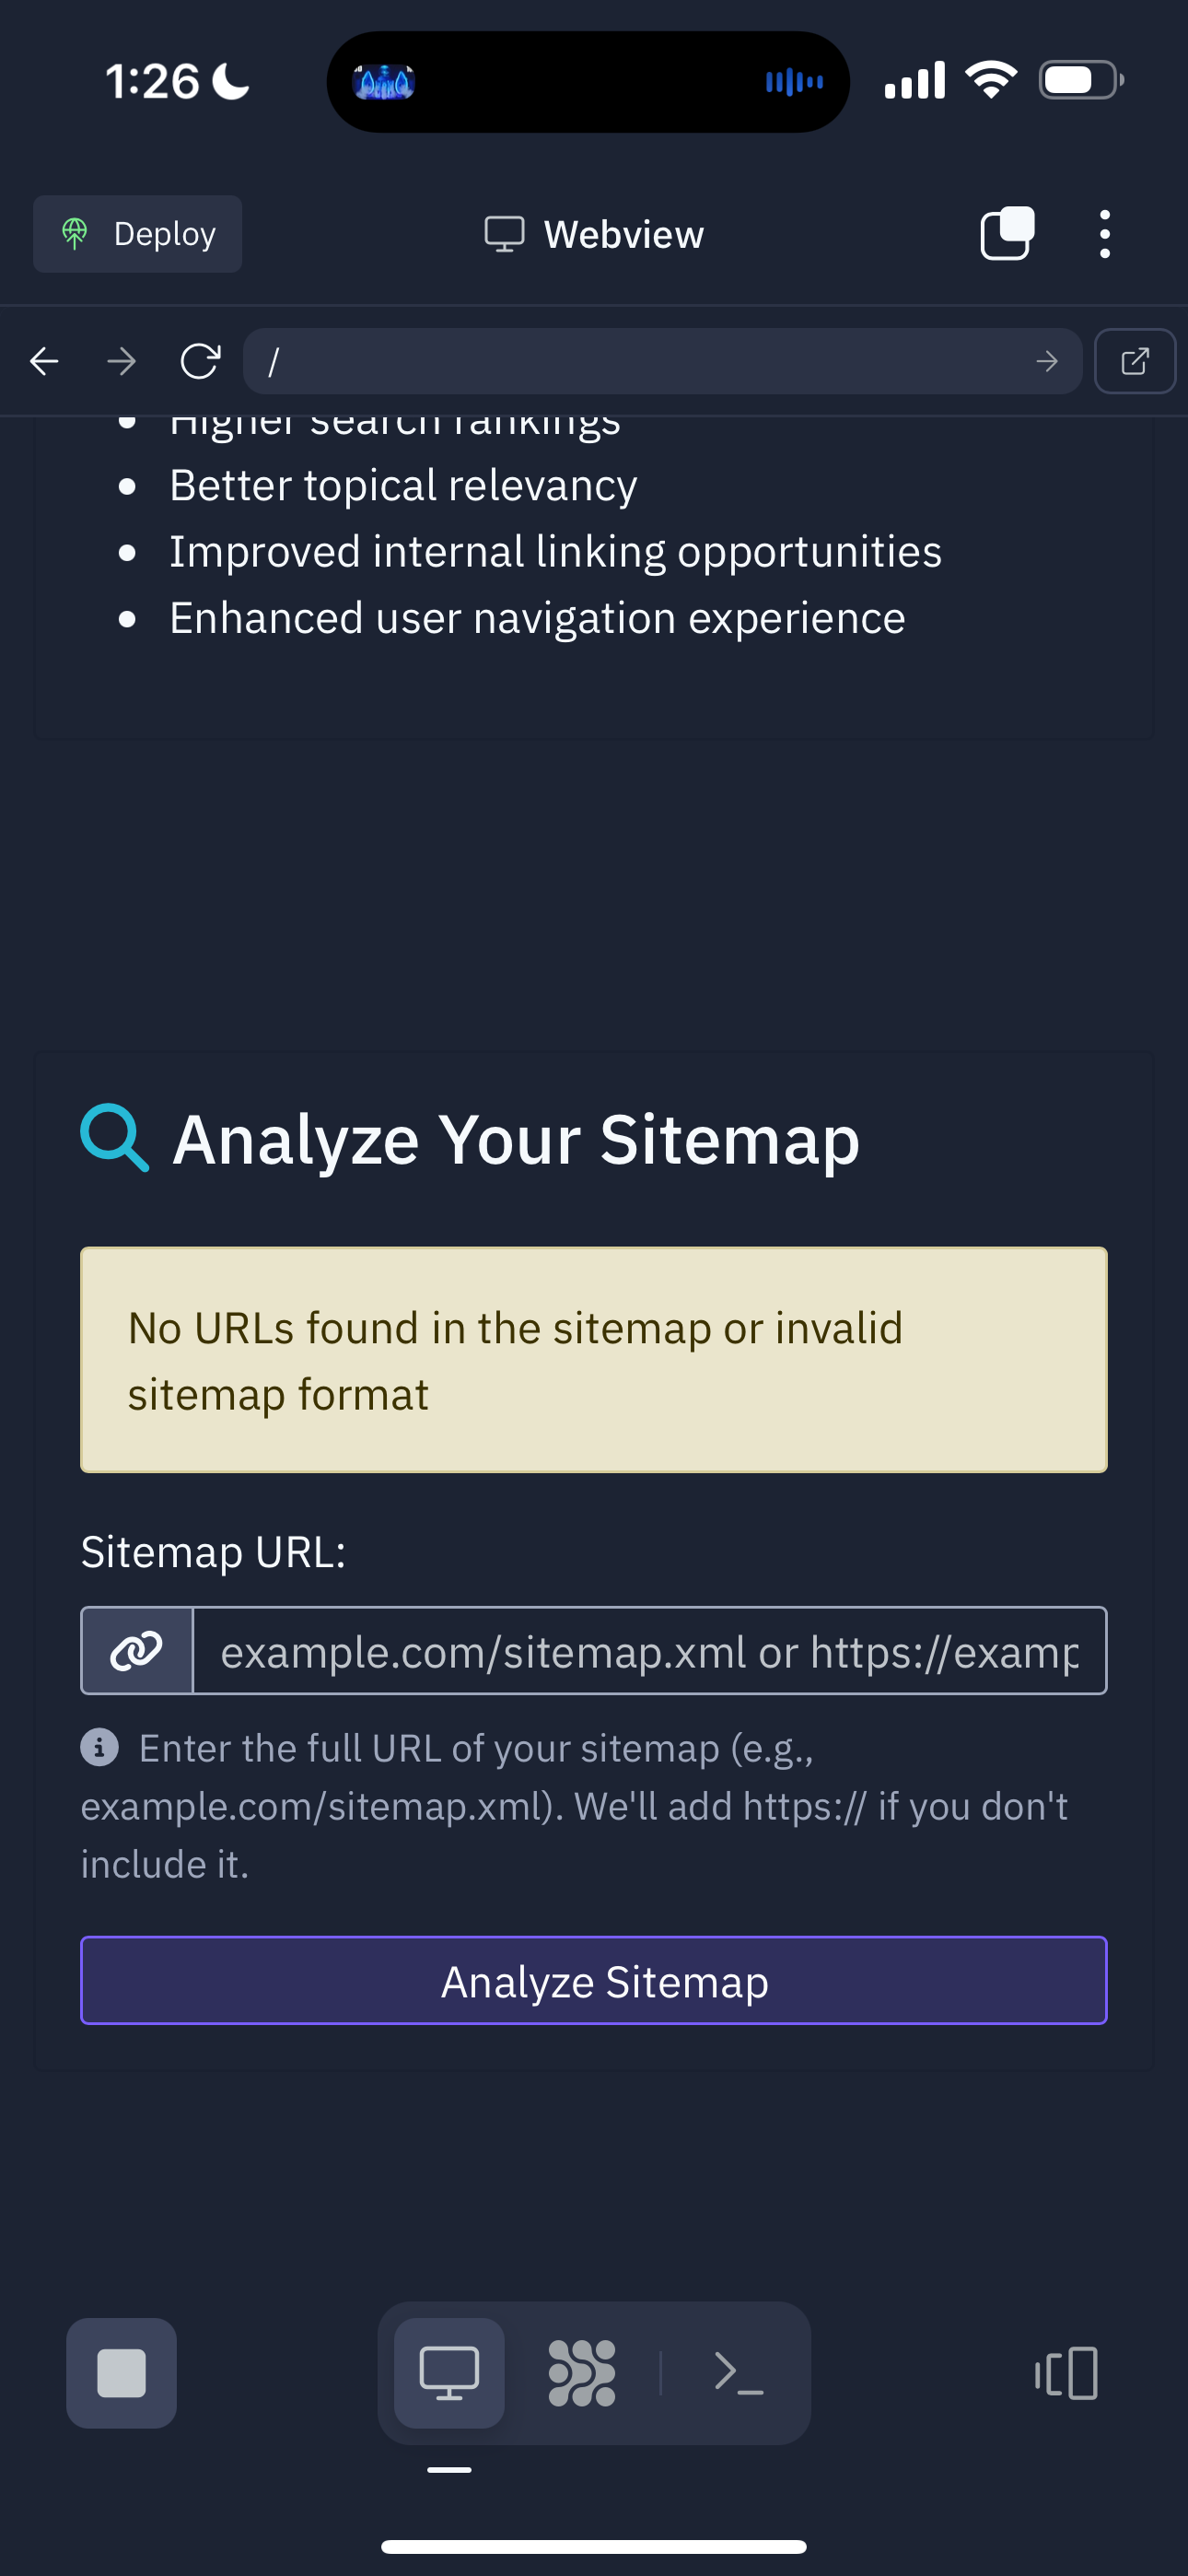 1:26
Deploy
Webview
/
Higher search rankings
Better topical relevancy
Improved internal linking opportunities
Enhanced user navigation experience
Analyze Your Sitemap
No URLs found in the sitemap or invalid
sitemap format
Sitemap URL:
example.com/sitemap.xml or https://examp
Enter the full URL of your sitemap (e.g.,
example.com/sitemap.xml). We'll add https:// if you don't
include it.
Analyze Sitemap